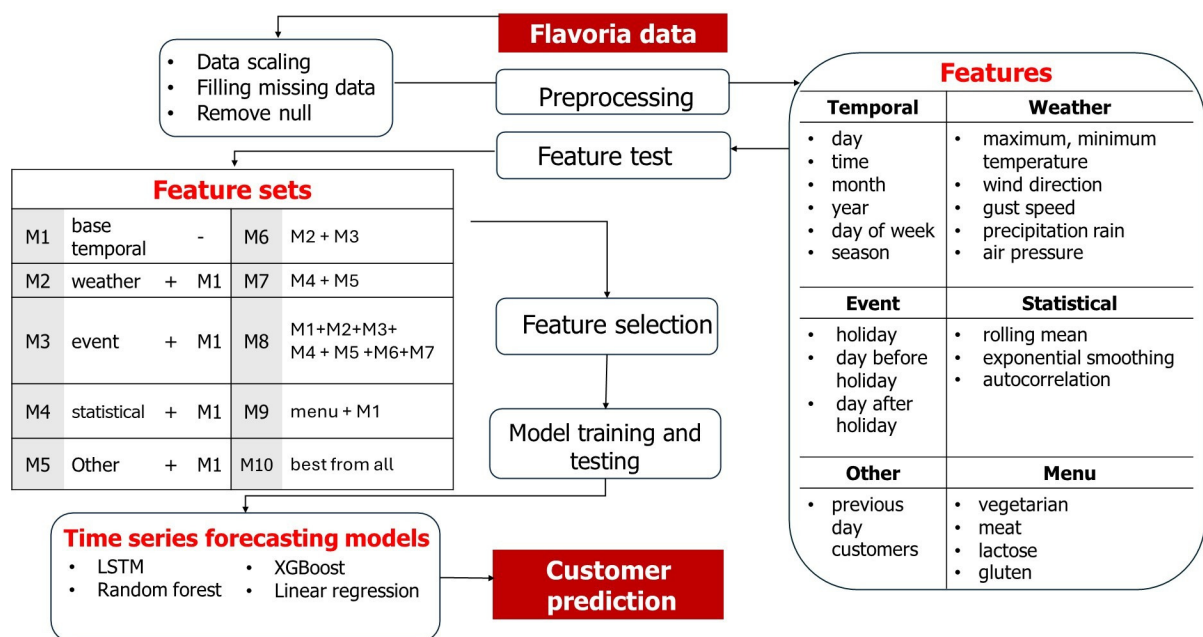 Flavoria data
• Data scaling
• Filling missing data
• Remove null
Preprocessing
Feature test
Features
Temporal
• day
• time
• month
• year
• day of week
• season
Weather
• maximum, minimum
temperature
• wind direction
• gust speed
• precipitation rain
• air pressure
Event
• holiday
• day before
holiday
• day after
holiday
Statistical
• rolling mean
• exponential smoothing
• autocorrelation
Other
• previous
day
customers
Menu
• vegetarian
• meat
• lactose
• gluten
Feature sets
M1 base
temporal -
M6 M2 + M3
M2 weather + M1
M7 M4 + M5
M3 event + M1
M8 M1+M2+M3+
M4 + M5 +M6+M7
M4 statistical + M1
M9 menu + M1
M5 Other + M1
M10 best from all
Feature selection
Model training and
testing
Time series forecasting models
• LSTM
• Random forest
• XGBoost
• Linear regression
Customer
prediction